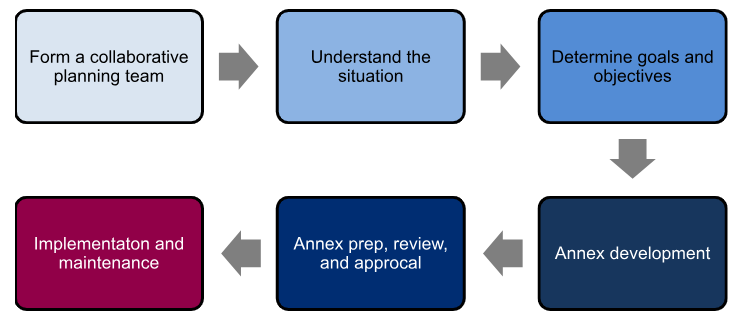 Form a collaborative
planning team
Understand the
situation
Determine goals and
objectives
Annex development
Annex prep, review,
and approcal
Implementaton and
maintenance